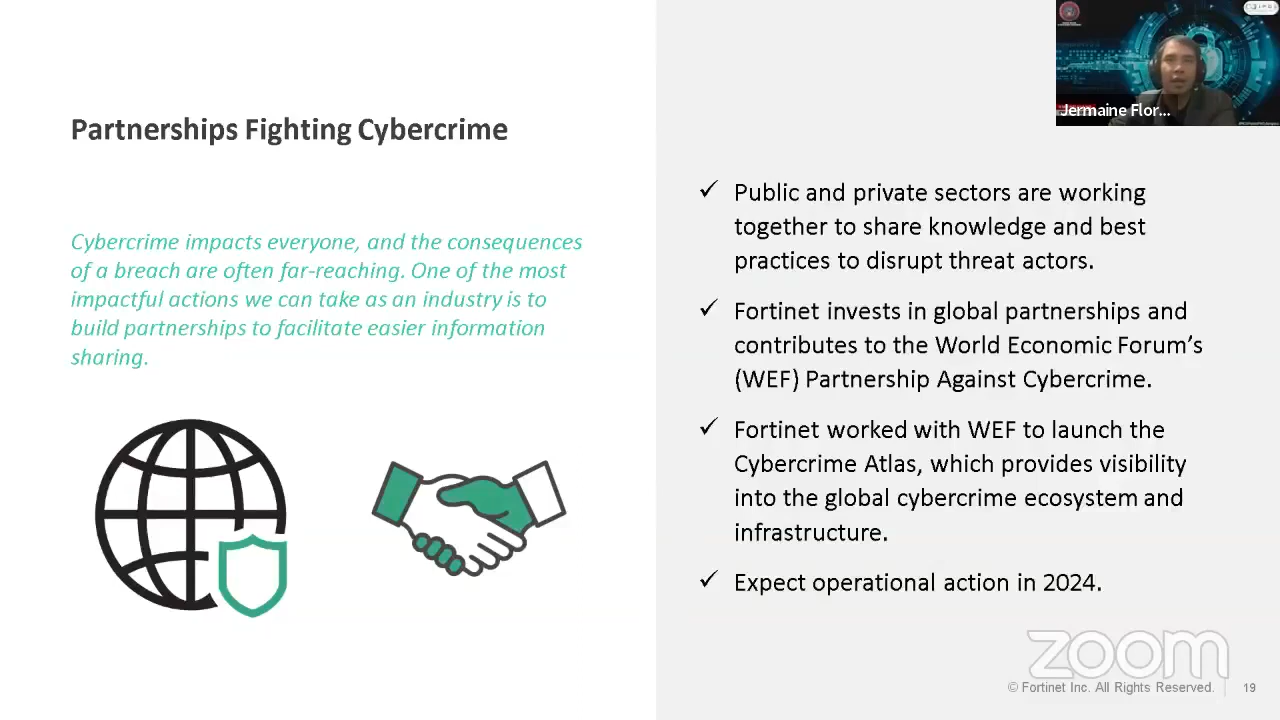 Partnerships Fighting Cybercrime
Cybercrime impacts everyone, and the consequences
of a breach are often far-reaching. One of the most
impactful actions we can take as an industry is to
build partnerships to facilitate easier information
sharing.
Jermaine Flor...
✓ Public and private sectors are working
together to share knowledge and best
practices to disrupt threat actors.
✓ Fortinet invests in global partnerships and
contributes to the World Economic Forum’s
(WEF) Partnership Against Cybercrime.
✓ Fortinet worked with WEF to launch the
Cybercrime Atlas, which provides visibility
into the global cybercrime ecosystem and
infrastructure.
✓ Expect operational action in 2024.
zoom
© Fortinet Inc. All Rights Reserved.
19